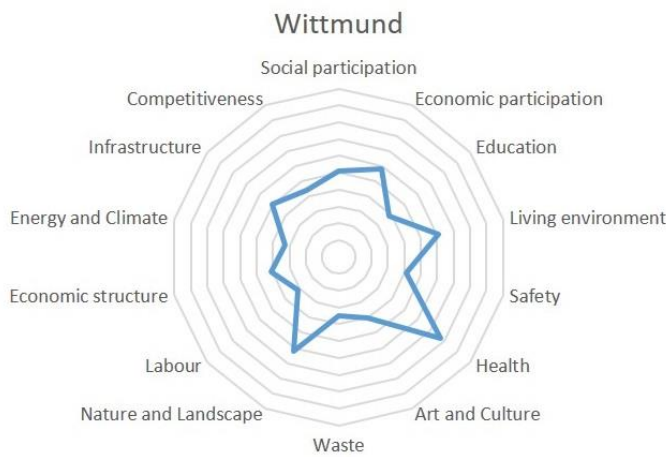 Wittmund
Social participation
Competitiveness
Economic participation
Infrastructure
Education
Energy and Climate
Living environment
Economic structure
Safety
Labour
Health
Nature and Landscape
Art and Culture
Waste